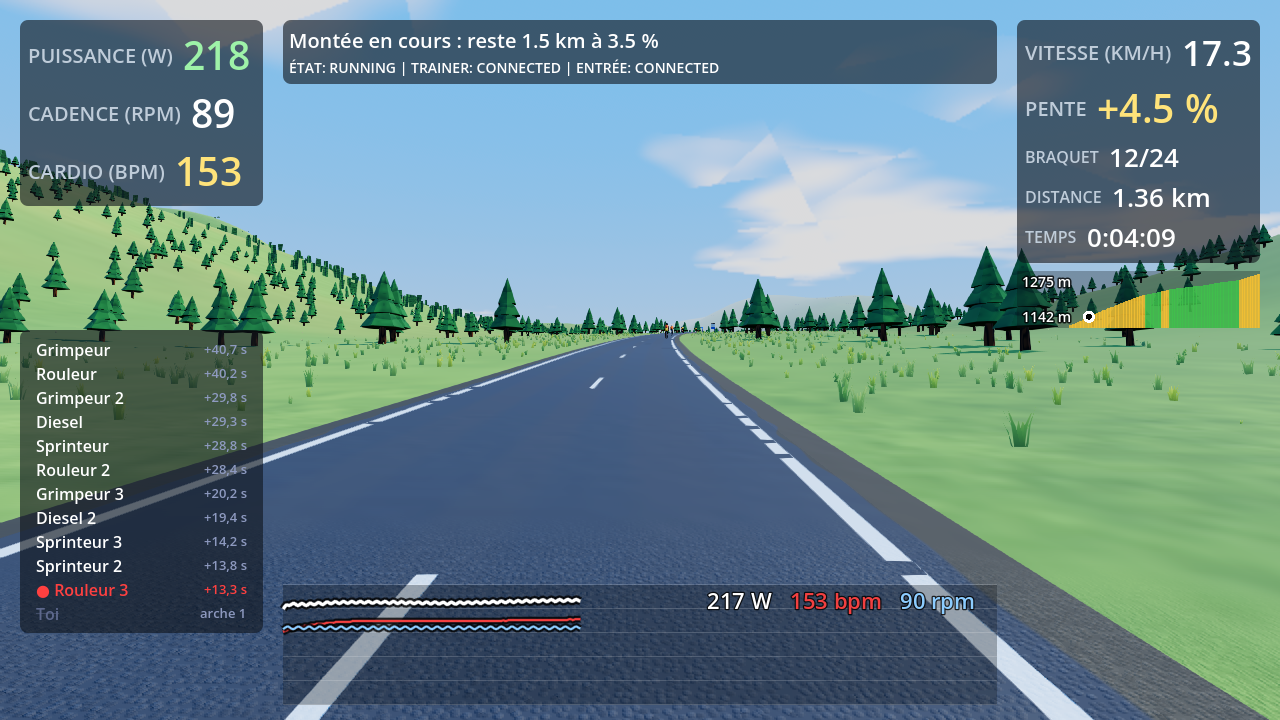 PUISSANCE (W) 218
CADENCE (RPM) 89
CARDIO (BPM) 153
Montée en cours : reste 1.5 km à 3.5 %
ÉTAT: RUNNING | TRAINER: CONNECTED | ENTRÉE: CONNECTED
VITESSE (KM/H) 17.3
PENTE +4.5 %
BRAQUET 12/24
DISTANCE 1.36 km
TEMPS 0:04:09
1275 m
1142 m
Grimpeur +40,7 s
Rouleur +40,2 s
Grimpeur 2 +29,8 s
Diesel +29,3 s
Sprinteur +28,8 s
Rouleur 2 +28,4 s
Grimpeur 3 +20,2 s
Diesel 2 +19,4 s
Sprinteur 3 +14,2 s
Sprinteur 2 +13,8 s
Rouleur 3 +13,3 s
Toi arche 1
217 W 153 bpm 90 rpm